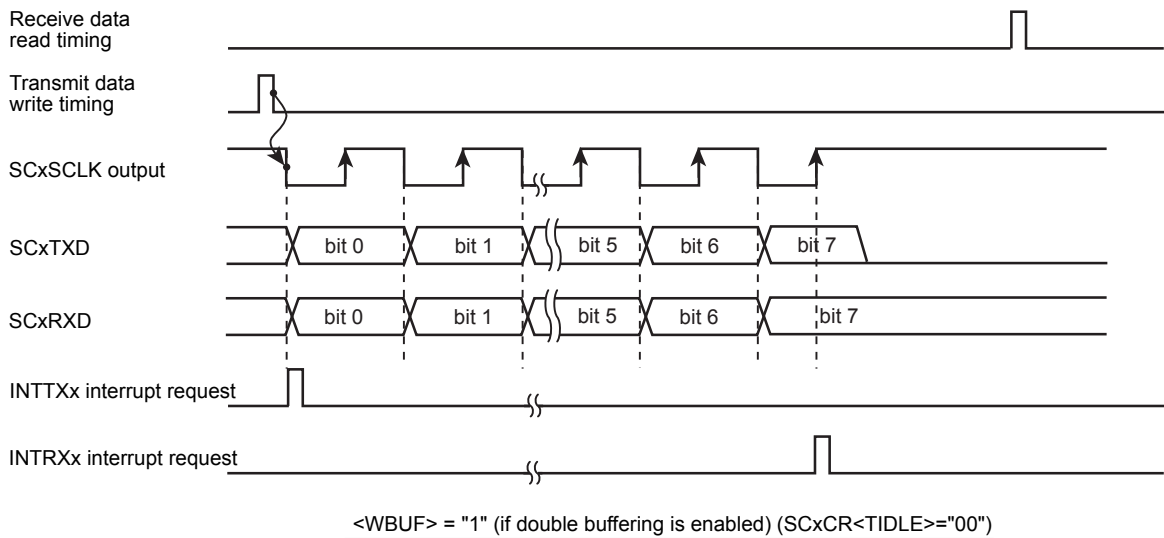 Receive data
read timing
Transmit data
write timing
SCxSCLK output
SCxTXD
bit 0
bit 1
bit 5
bit 6
bit 7
SCxRXD
bit 0
bit 1
bit 5
bit 6
bit 7
INTTXx interrupt request
INTRXx interrupt request
<WBUF> = "1" (if double buffering is enabled) (SCxCR<TIDLE>="00")